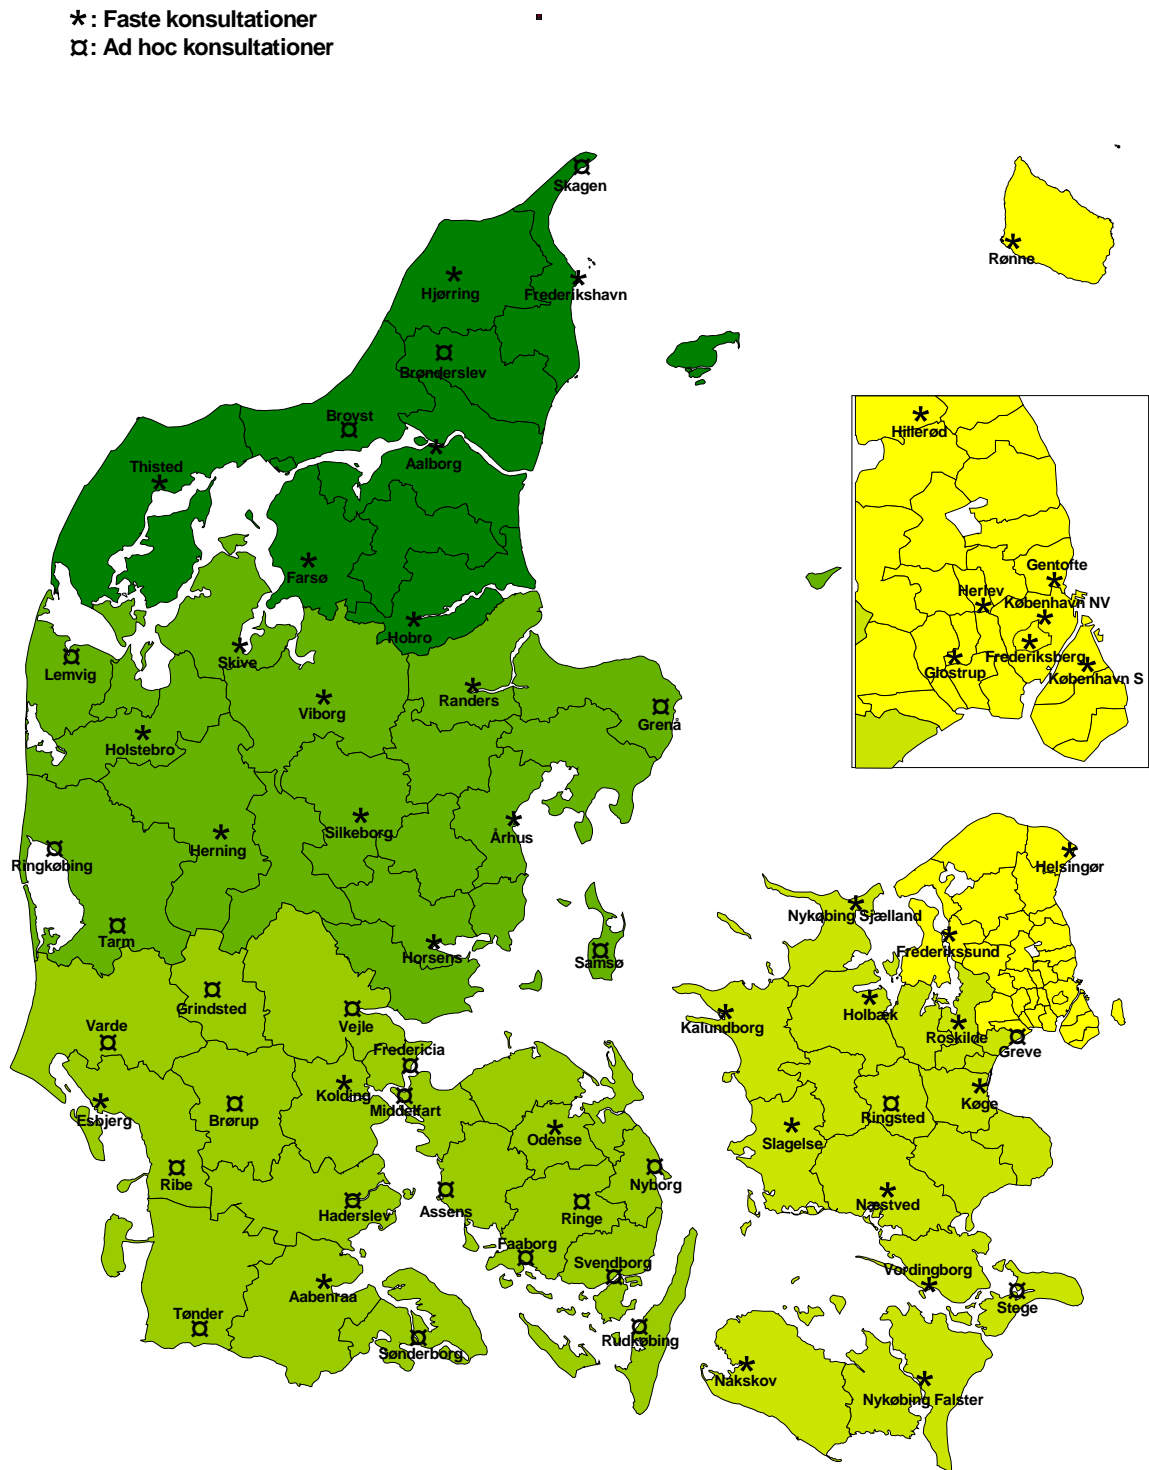 *: Faste konsultationer
¤: Ad hoc konsultationer
Skagen
Rønne
Hjørring
Frederikshavn
Brønderslev
Brovst
Hillerød
Aalborg
Thisted
Gentofte
Farsø
Herlev
København NV
Hobro
Frederiksberg
Skive
Glostrup
København S
Lemvig
Randers
Viborg
Grenå
Holstebro
Silkeborg
Århus
Herning
Ringkøbing
Helsingør
Nykøbing Sjælland
Tarm
Horsens
Frederikssund
Samsø
Grindsted
Holbæk
Kalundborg
Varde
Vejle
Roskilde
Greve
Fredericia
Kolding
Middelfart
Køge
Esbjerg
Brørup
Ringsted
Odense
Slagelse
Ribe
Nyborg
Næstved
Haderslev
Assens
Ringe
Faaborg
Svendborg
Vordingborg
Aabenraa
Stege
Tønder
Rudkøbing
Sønderborg
Nakskov
Nykøbing Falster